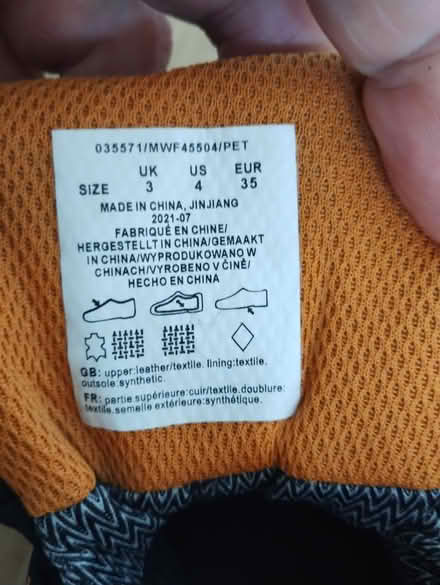 035571/MWF45504/PET
UK US EUR
SIZE 3 4 35
MADE IN CHINA, JINJIANG
2021-07
FABRIQUÉ EN CHINE/
HERGESTELLT IN CHINA/GEMAAKT
IN CHINA/WYPRODUKOWANO W
CHINACH/VYROBENO V ČÍNĚ/
HECHO EN CHINA
GB: upper:leather/textile. lining:textile.
outsole:synthetic.
FR: partie supérieure:cuir/textile.doublure:
textile.semelle extérieure:synthétique.